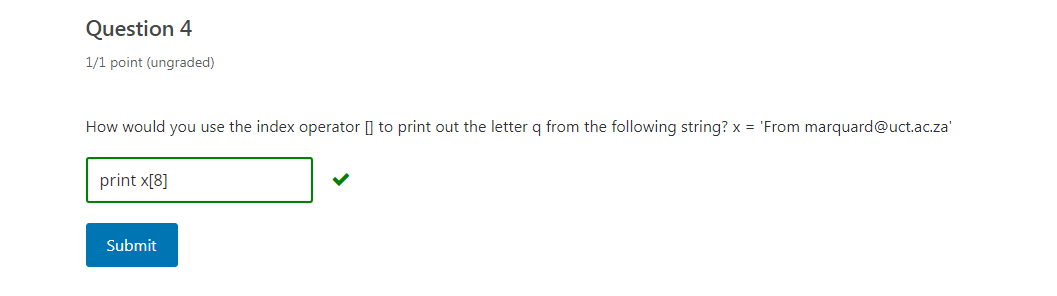 Question 4
1/1 point (ungraded)
How would you use the index operator [] to print out the letter q from the following string? x = 'From marquard@uct.ac.za'
print x[8]
Submit